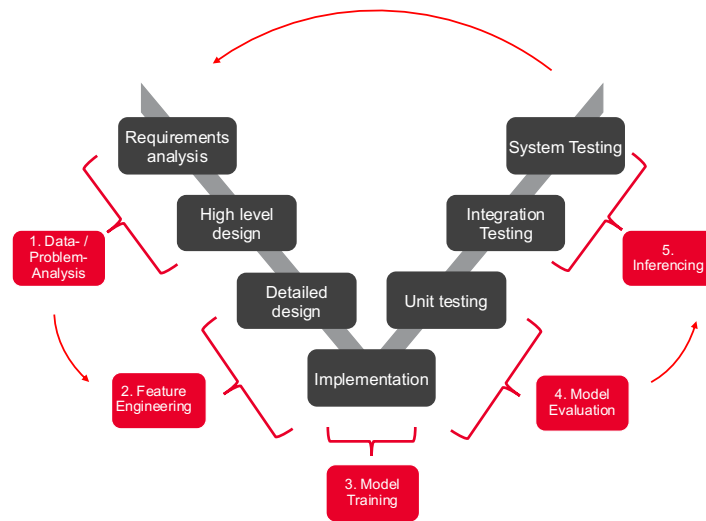 Requirements
analysis
System Testing
High level
design
Integration
Testing
1. Data- /
Problem-
Analysis
5.
Inferencing
Detailed
design
Unit testing
Implementation
2. Feature
Engineering
4. Model
Evaluation
3. Model
Training